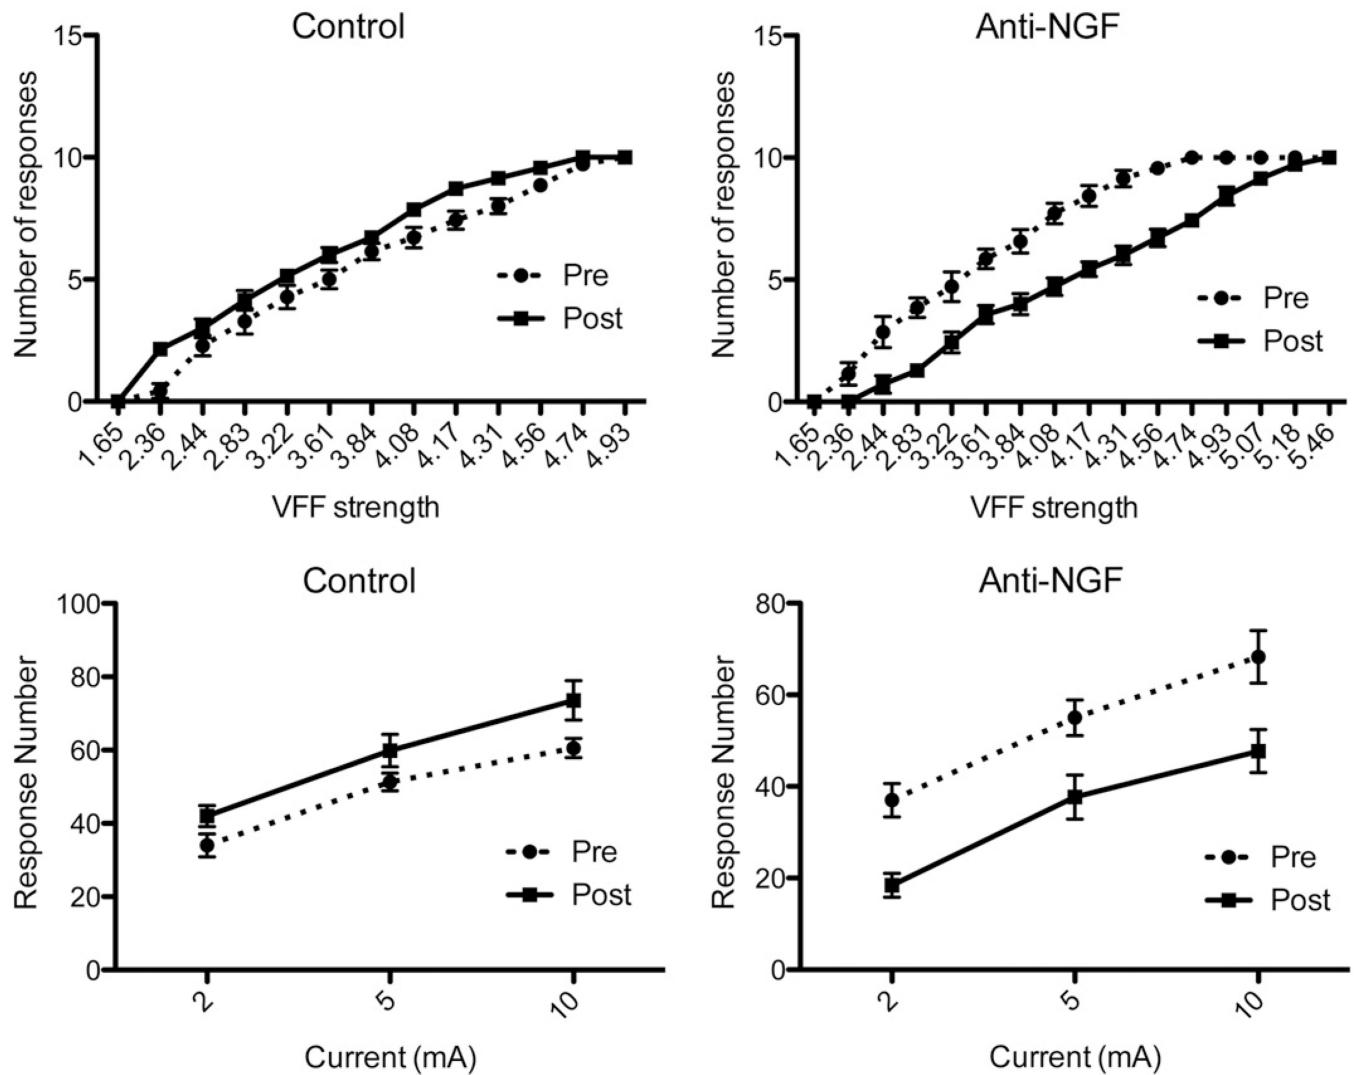 Control
Number of responses
15
10
5
0
1.65 2.36 2.44 2.83 3.22 3.61 3.84 4.08 4.17 4.31 4.56 4.74 4.93
VFF strength
Pre
Post
Anti-NGF
Number of responses
15
10
5
0
1.65 2.36 2.44 2.83 3.22 3.61 3.84 4.08 4.17 4.31 4.56 4.74 4.93 5.07 5.18 5.46
VFF strength
Pre
Post
Control
Response Number
100
80
60
40
20
0
2 5 10
Current (mA)
Pre
Post
Anti-NGF
Response Number
80
60
40
20
0
2 5 10
Current (mA)
Pre
Post